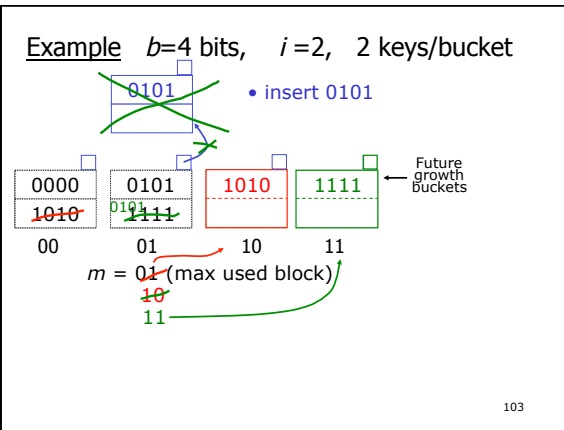 Example b=4 bits, i =2, 2 keys/bucket
0101
• insert 0101
Future
growth
buckets
0000 0101 1010 1111
1010 0101 1111
00 01 10 11
m = 01 (max used block)
10
11
103